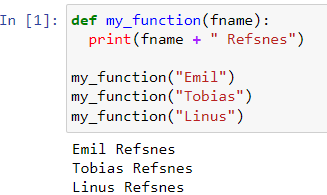 In [1]: def my_function(fname):
  print(fname + " Refsnes")
my_function("Emil")
my_function("Tobias")
my_function("Linus")
Emil Refsnes
Tobias Refsnes
Linus Refsnes